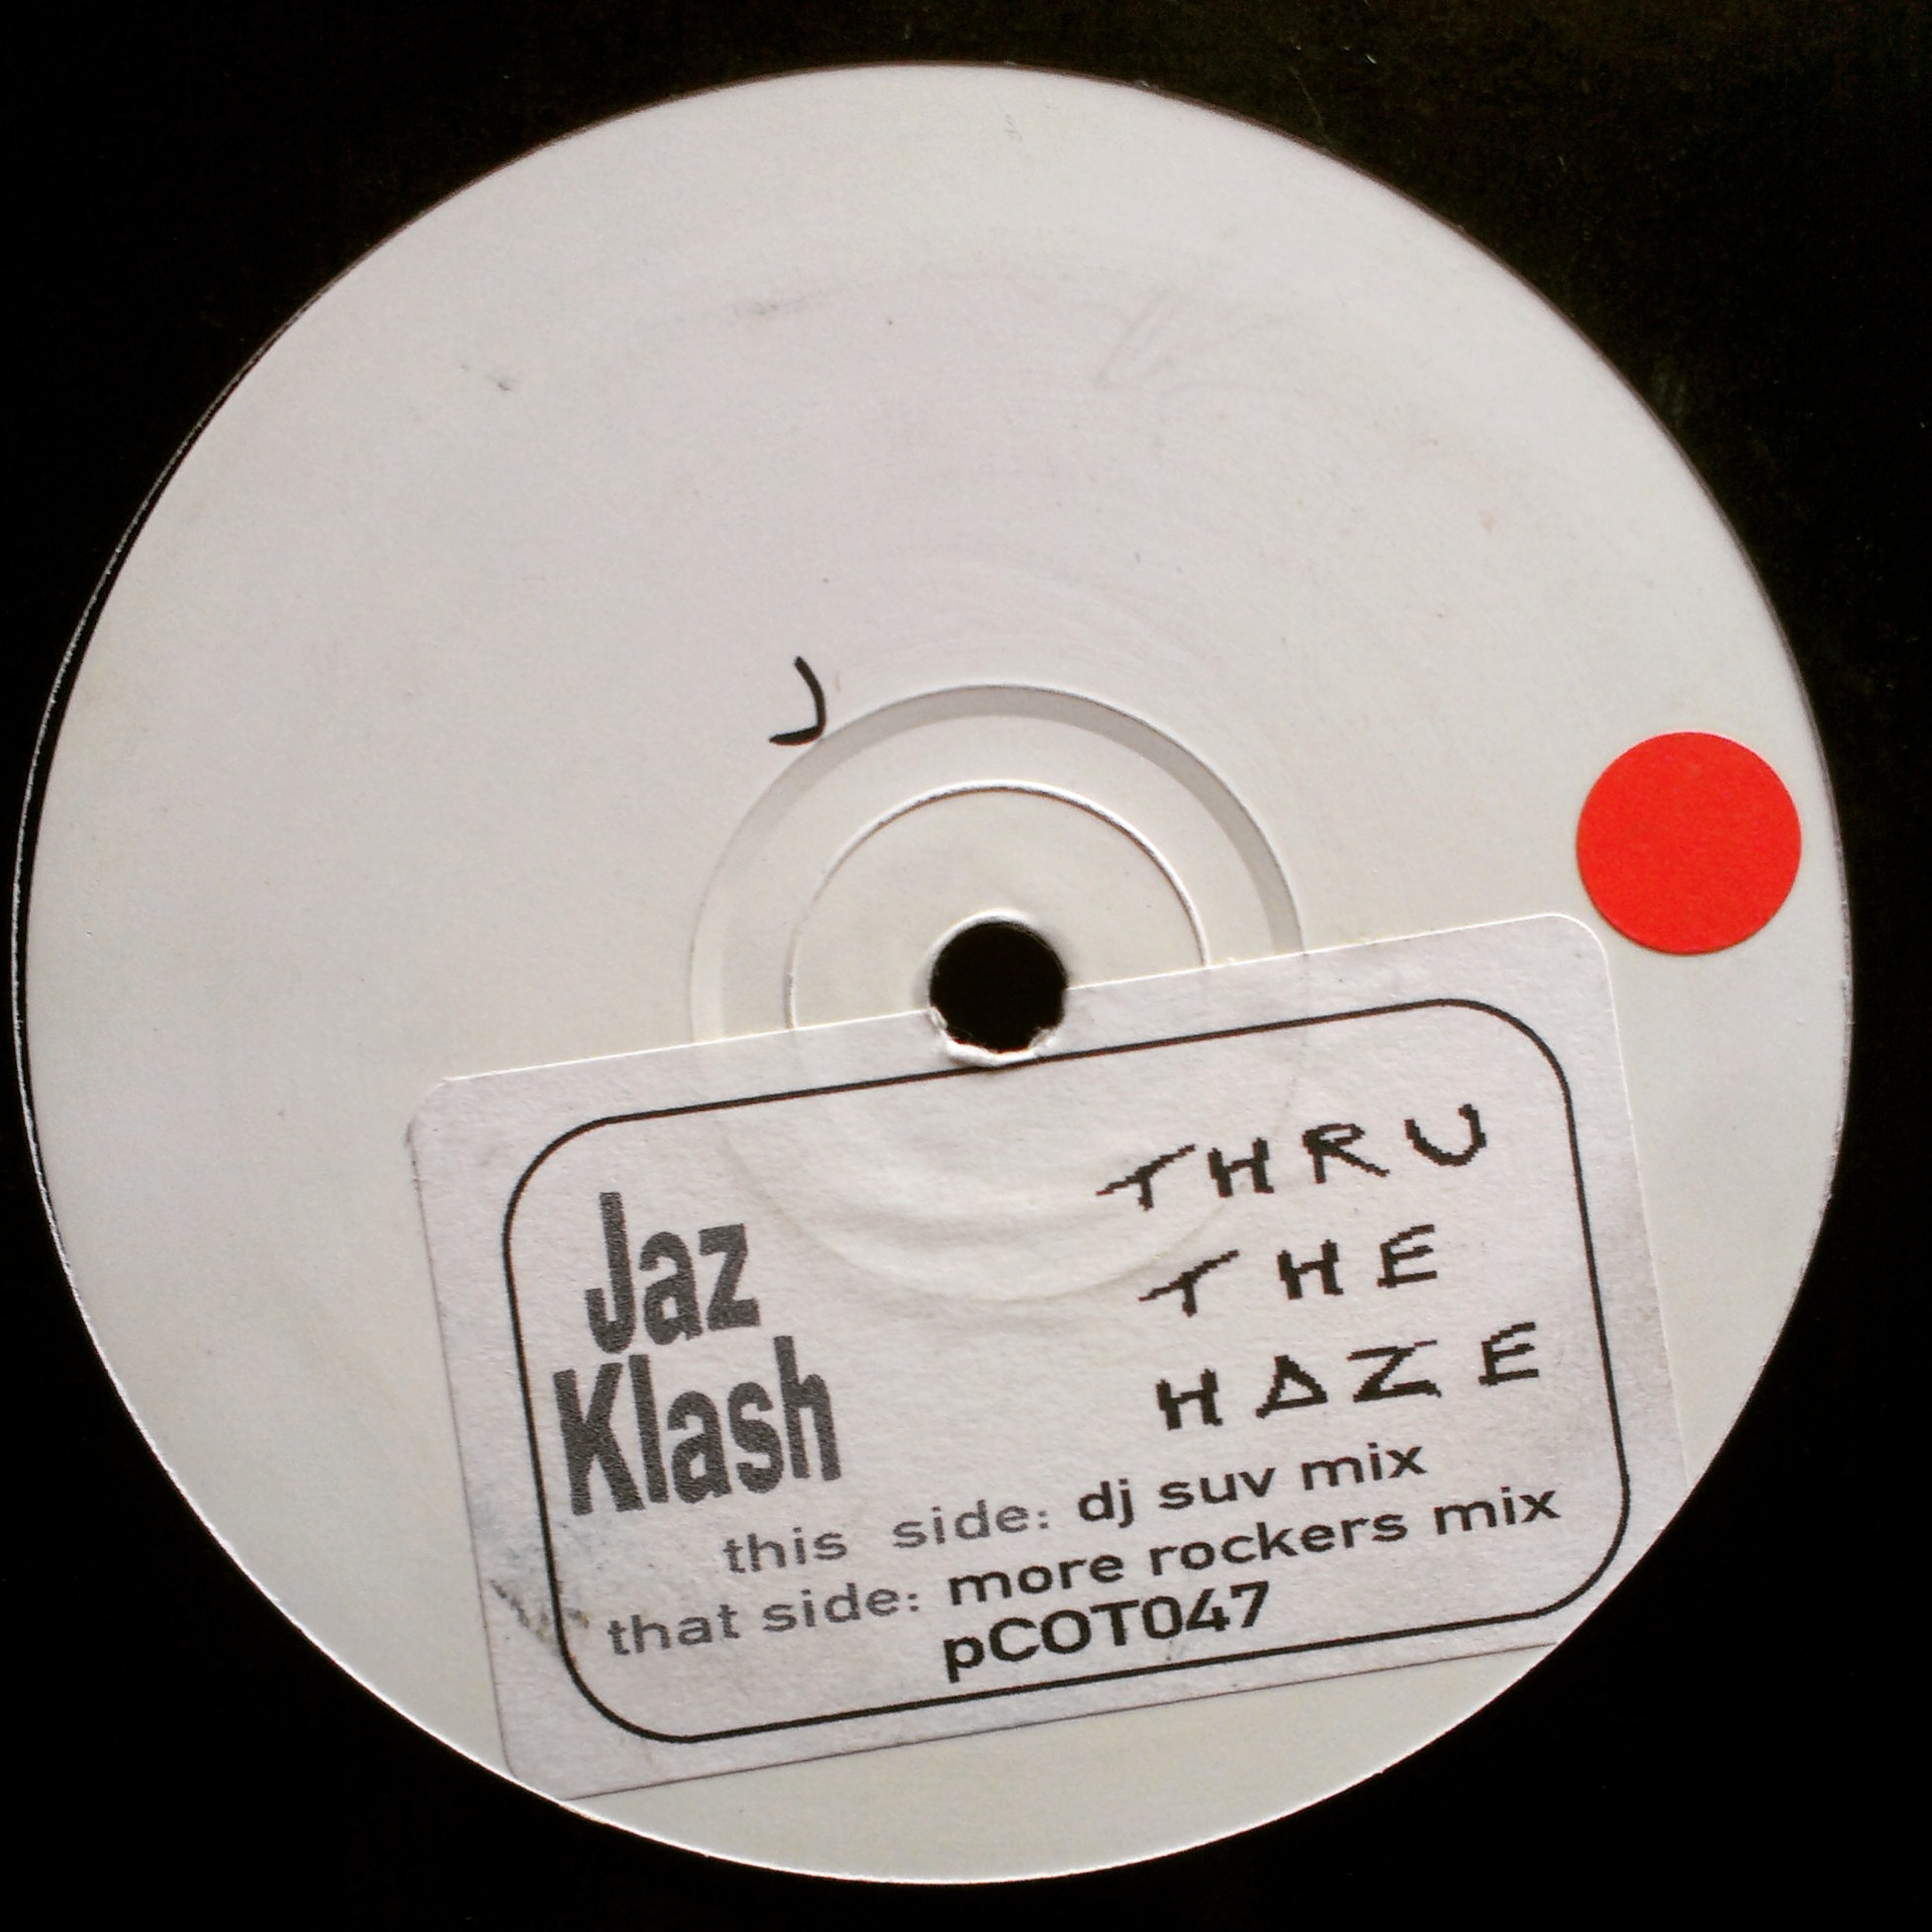 J
Jaz
Klash
THRU
THE
HAZE
this side: dj suv mix
that side: more rockers mix
pCOT047